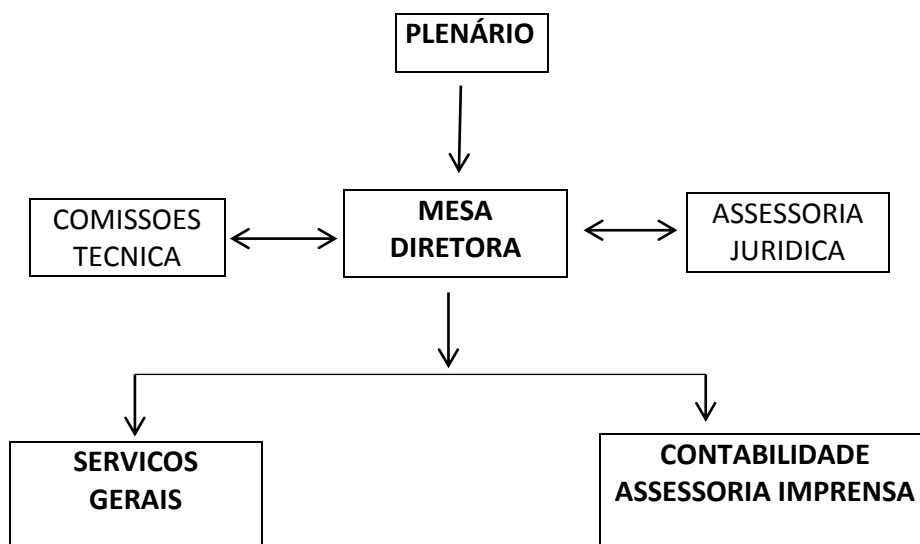 PLENÁRIO
COMISSOES
TECNICA
MESA
DIRETORA
ASSESSORIA
JURIDICA
SERVICOS
GERAIS
CONTABILIDADE
ASSESSORIA IMPRENSA